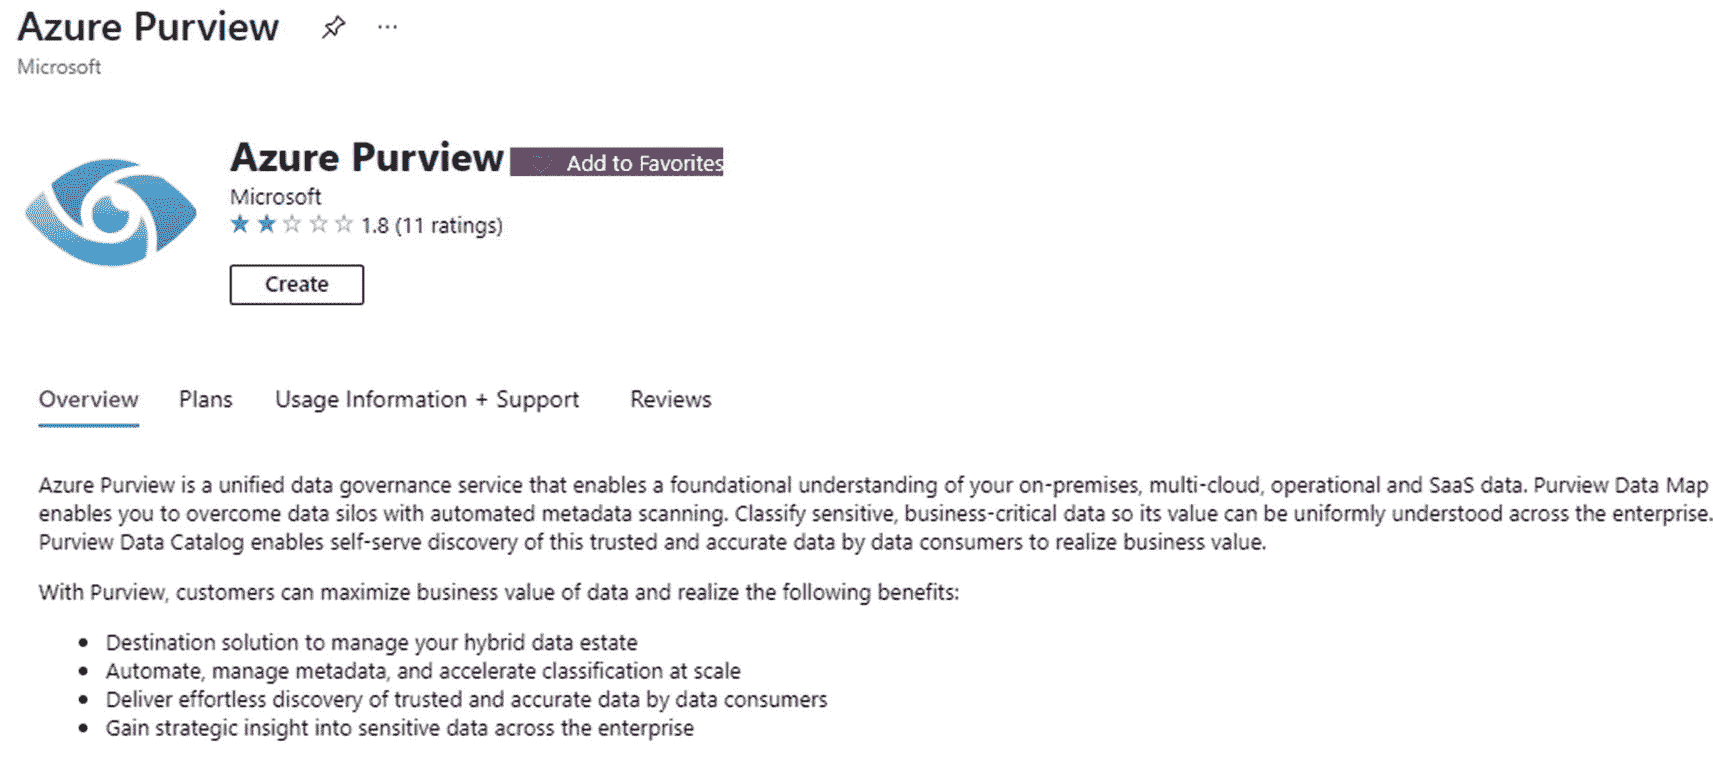 Azure Purview
Microsoft
Azure Purview
Add to Favorites
Microsoft
1.8 (11 ratings)
Create
Overview Plans Usage Information + Support Reviews
Azure Purview is a unified data governance service that enables a foundational understanding of your on-premises, multi-cloud, operational and SaaS data. Purview Data Map
enables you to overcome data silos with automated metadata scanning. Classify sensitive, business-critical data so its value can be uniformly understood across the enterprise.
Purview Data Catalog enables self-serve discovery of this trusted and accurate data by data consumers to realize business value.
With Purview, customers can maximize business value of data and realize the following benefits:
• Destination solution to manage your hybrid data estate
• Automate, manage metadata, and accelerate classification at scale
• Deliver effortless discovery of trusted and accurate data by data consumers
• Gain strategic insight into sensitive data across the enterprise